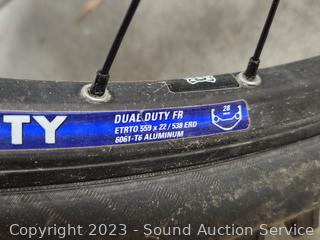 TY
DUAL DUTY FR
ETRTO 559 x 22 / 538 ERD
6061-T6 ALUMINUM
28
Copyright © 2023 - Sound Auction Service